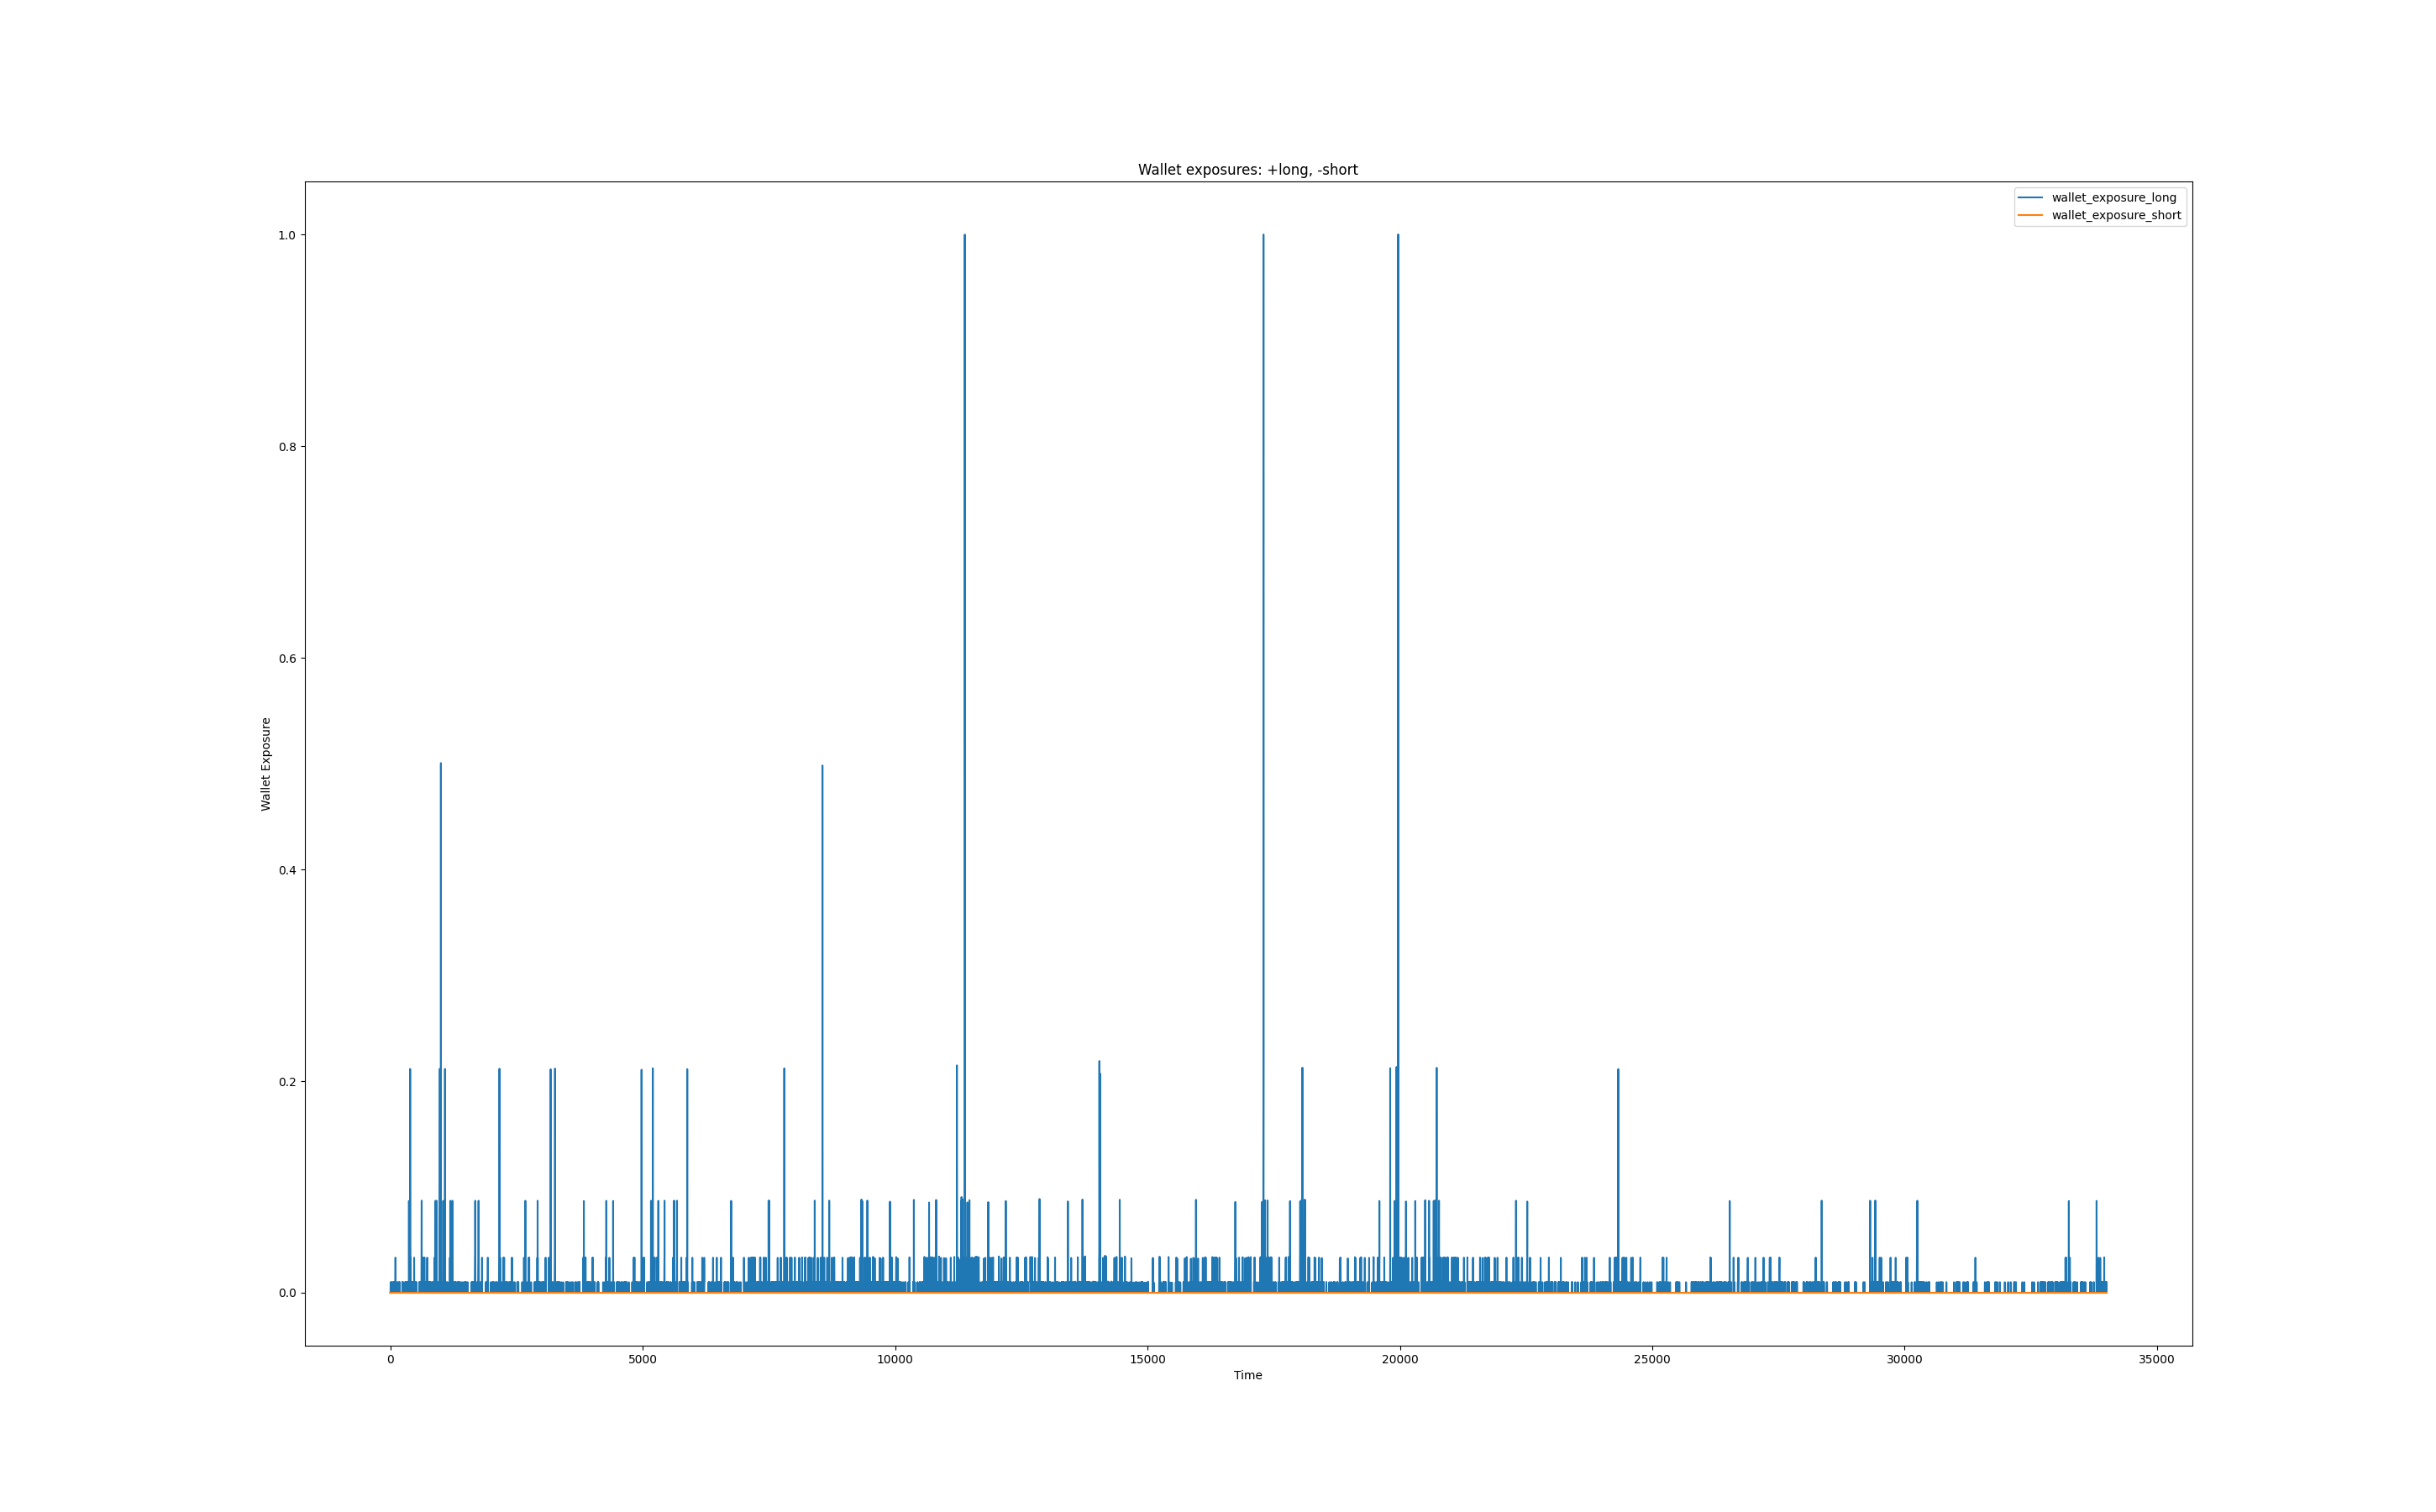 Wallet exposures: +long, -short
wallet_exposure_long
wallet_exposure_short
1.0
0.8
0.6
0.4
0.2
0.0
Wallet Exposure
0 5000 10000 15000 20000 25000 30000 35000
Time